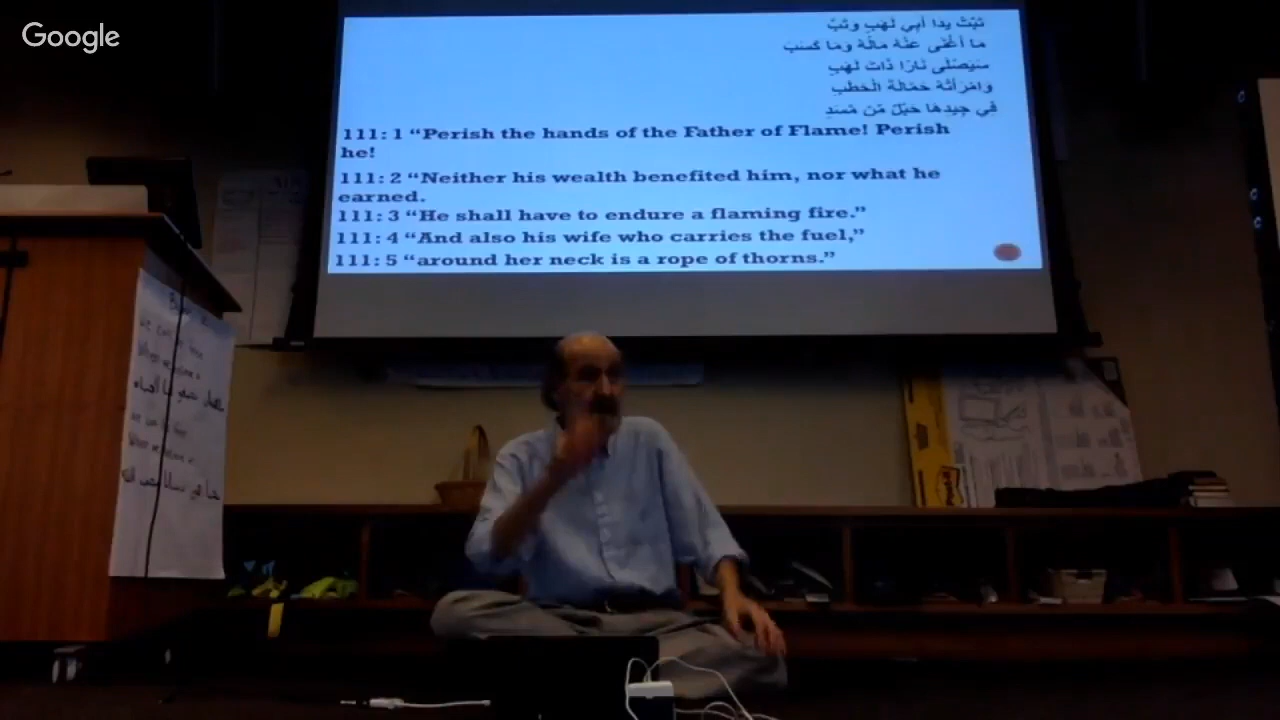 Google
تَبَّتْ يَدَا أَبِي لَهَبٍ وَتَبَّ
مَا أَغْنَى عَنْهُ مَالُهُ وَمَا كَسَبَ
سَيَصْلَى نَارًا ذَاتَ لَهَبٍ
وَامْرَأَتُهُ حَمَّالَةَ الْحَطَبِ
فِي جِيدِهَا حَبْلٌ مِّن مَّسَدٍ
111: 1 “Perish the hands of the Father of Flame! Perish
he!
111: 2 “Neither his wealth benefited him, nor what he
earned.
111: 3 “He shall have to endure a flaming fire.”
111: 4 “And also his wife who carries the fuel,”
111: 5 “around her neck is a rope of thorns.”
Post-it